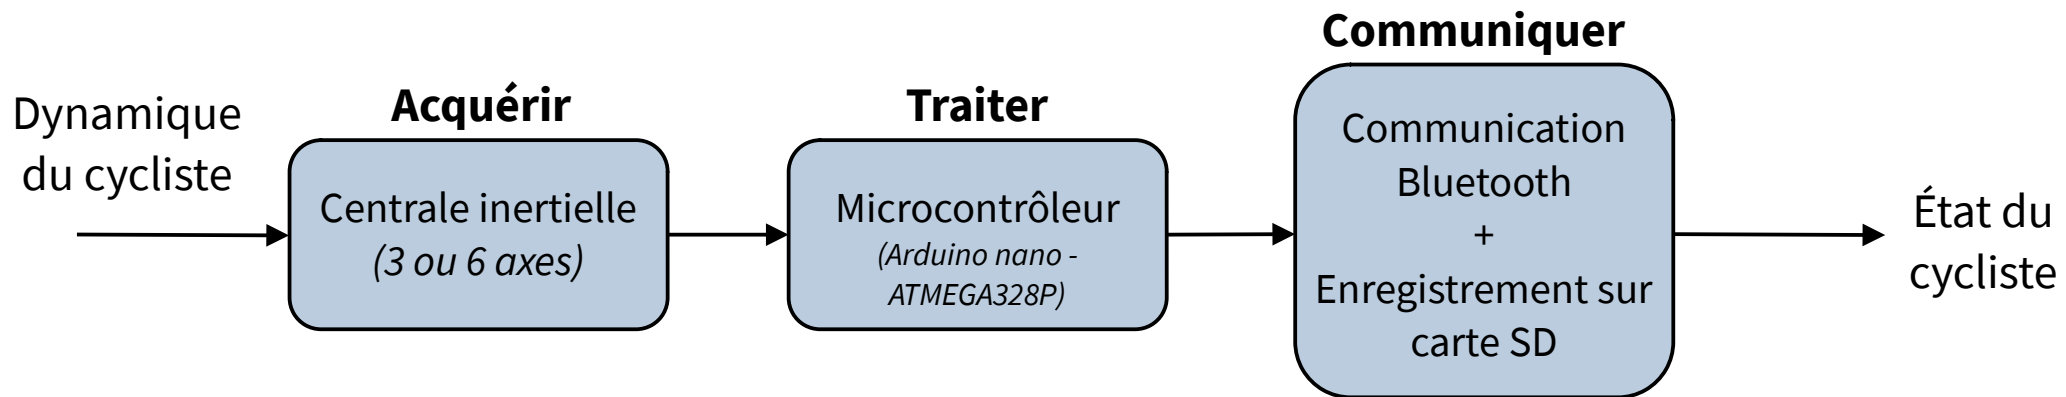 Dynamique
du cycliste
Acquérir
Centrale inertielle
(3 ou 6 axes)
Traiter
Microcontrôleur
(Arduino nano -
ATMEGA328P)
Communiquer
Communication
Bluetooth
+
Enregistrement sur
carte SD
État du
cycliste